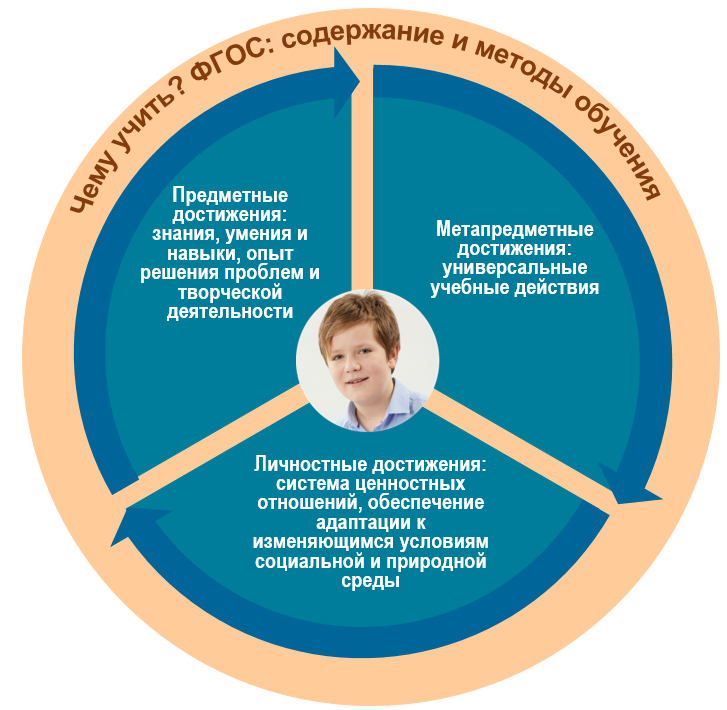 Чему учить? ФГОС: содержание и методы обучения
Предметные
достижения:
знания, умения и
навыки, опыт
решения проблем и
творческой
деятельности
Метапредметные
достижения:
универсальные
учебные действия
Личностные достижения:
система ценностных
отношений, обеспечение
адаптации к
изменяющимся условиям
социальной и природной
среды